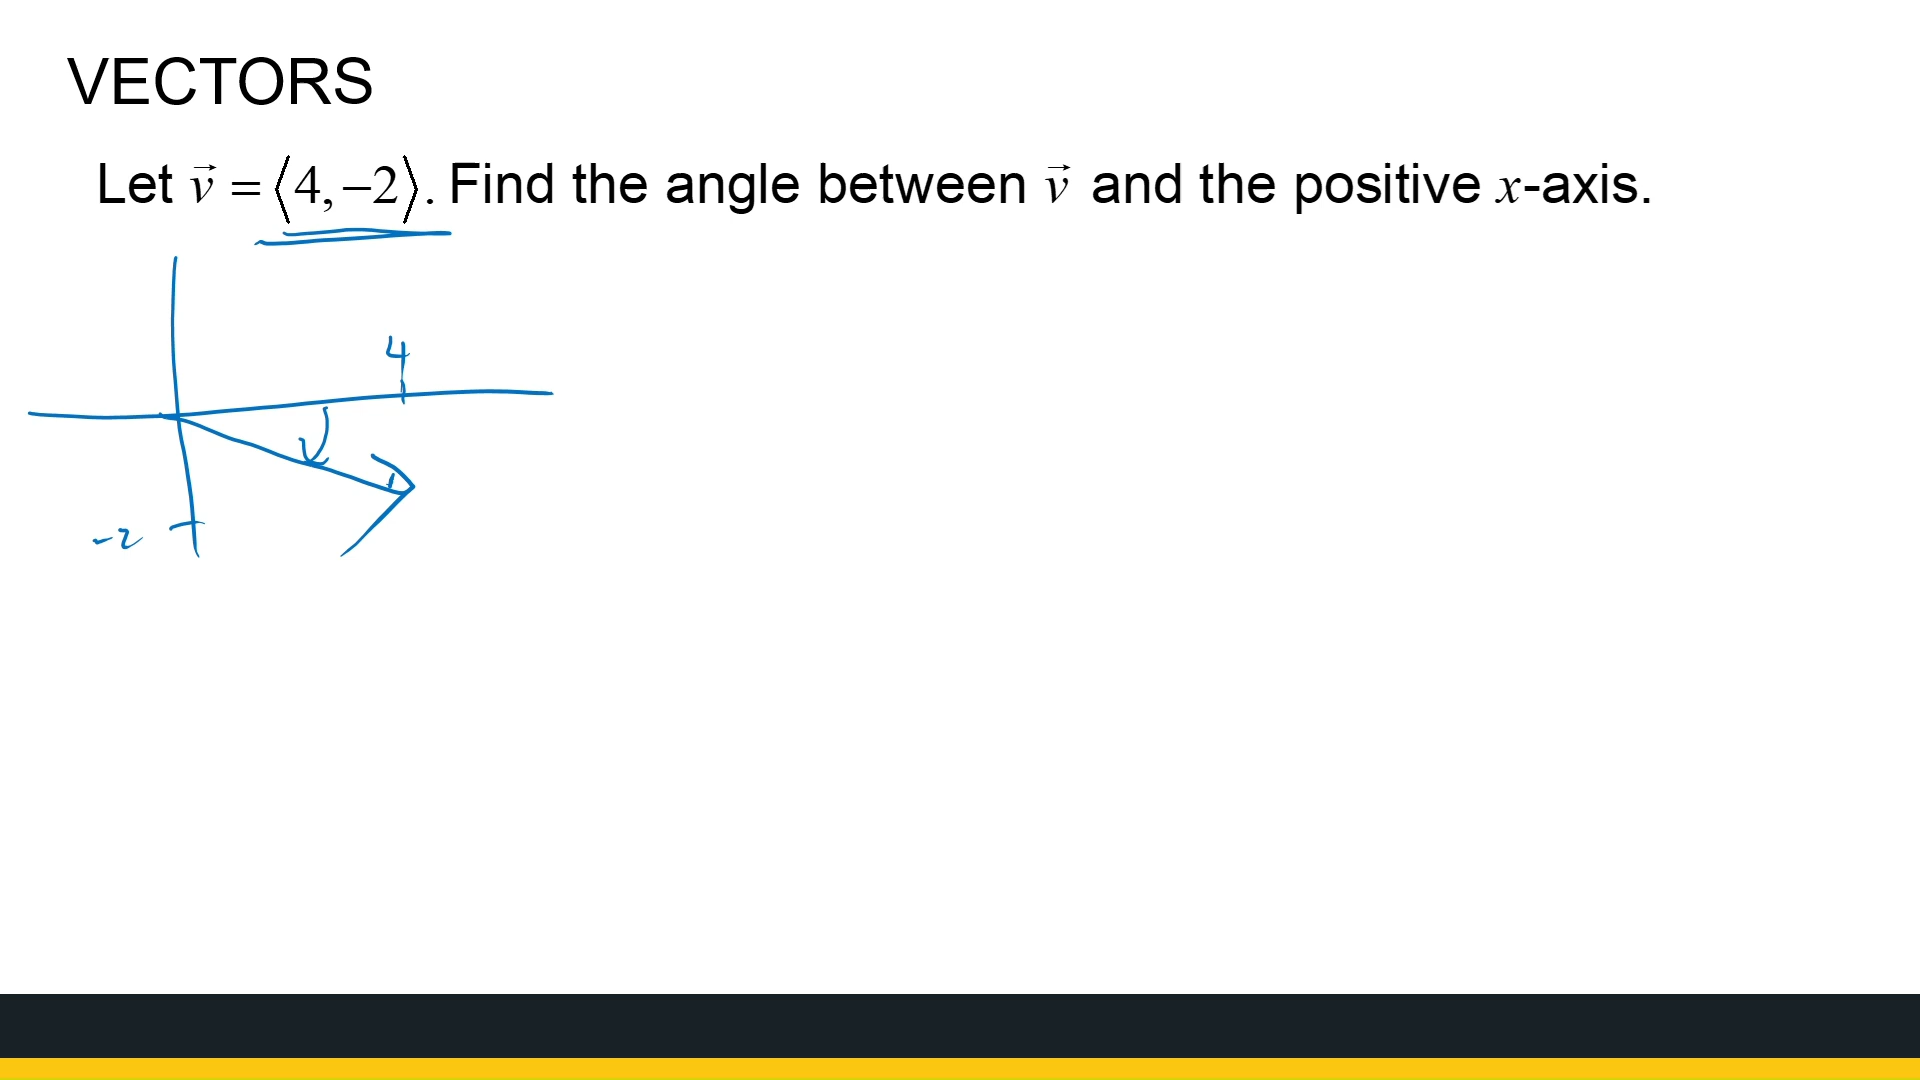 VECTORS
Let v⃗ = ⟨4, −2⟩. Find the angle between v⃗ and the positive x-axis.
4
-2